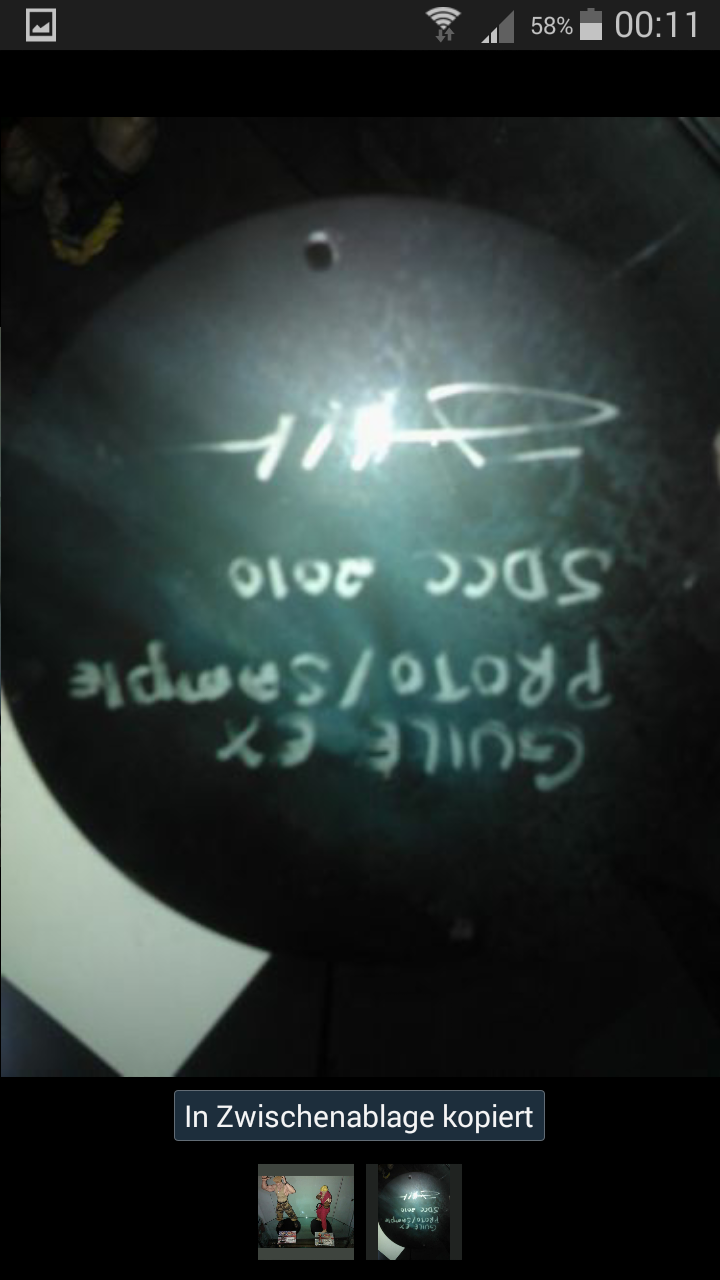 58% 00:11
GUILE EX
PROTO/SAmple
SDCC 2010
In Zwischenablage kopiert